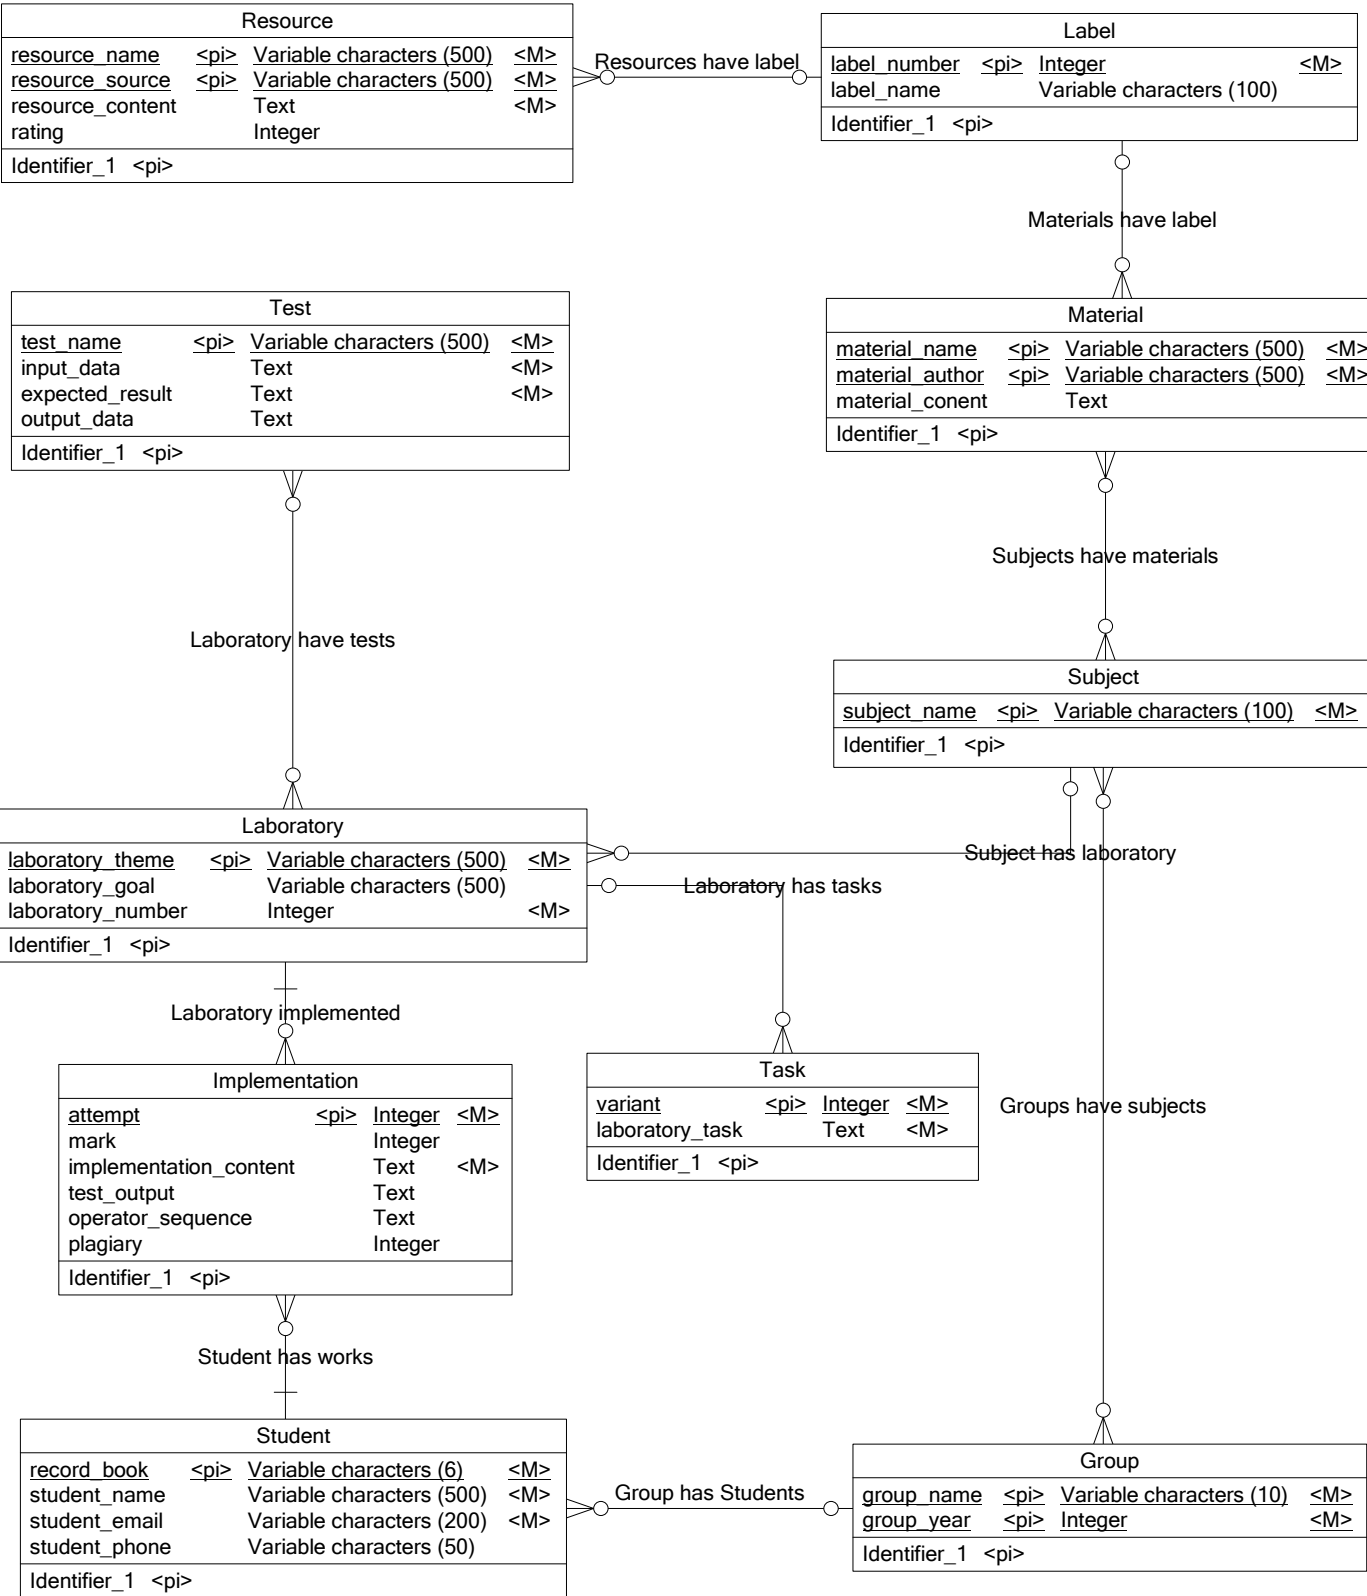 Resource
resource_name <pi> Variable characters (500) <M>
resource_source <pi> Variable characters (500) <M>
resource_content Text <M>
rating Integer
Identifier_1 <pi>
Resources have label
Label
label_number <pi> Integer <M>
label_name Variable characters (100)
Identifier_1 <pi>
Materials have label
Test
test_name <pi> Variable characters (500) <M>
input_data Text <M>
expected_result Text <M>
output_data Text
Identifier_1 <pi>
Material
material_name <pi> Variable characters (500) <M>
material_author <pi> Variable characters (500) <M>
material_conent Text
Identifier_1 <pi>
Subjects have materials
Laboratory have tests
Subject
subject_name <pi> Variable characters (100) <M>
Identifier_1 <pi>
Laboratory
laboratory_theme <pi> Variable characters (500) <M>
laboratory_goal Variable characters (500)
laboratory_number Integer <M>
Identifier_1 <pi>
Subject has laboratory
Laboratory has tasks
Laboratory implemented
Implementation
attempt <pi> Integer <M>
mark Integer
implementation_content Text <M>
test_output Text
operator_sequence Text
plagiary Integer
Identifier_1 <pi>
Task
variant <pi> Integer <M>
laboratory_task Text <M>
Identifier_1 <pi>
Groups have subjects
Student has works
Student
record_book <pi> Variable characters (6) <M>
student_name Variable characters (500) <M>
student_email Variable characters (200) <M>
student_phone Variable characters (50)
Identifier_1 <pi>
Group has Students
Group
group_name <pi> Variable characters (10) <M>
group_year <pi> Integer <M>
Identifier_1 <pi>